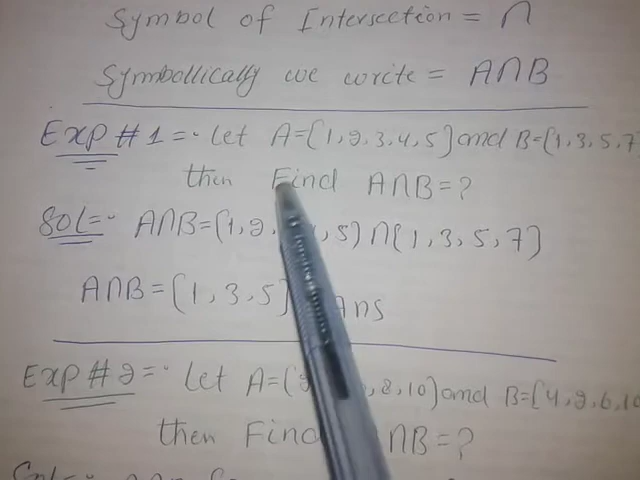 Symbol of Intersection = ∩
Symbollically we write = A∩B
Exp # 1 =· Let A=[1,2,3,4,5] and B=[1,3,5,7
then Find A∩B=?
Sol=· A∩B=(1,2, ,5) ∩(1,3,5,7]
A∩B=[1,3,5] Ans
Exp # 2 =· Let A=( 8,10) and B=[4,2,6,10
then Find ∩B=?